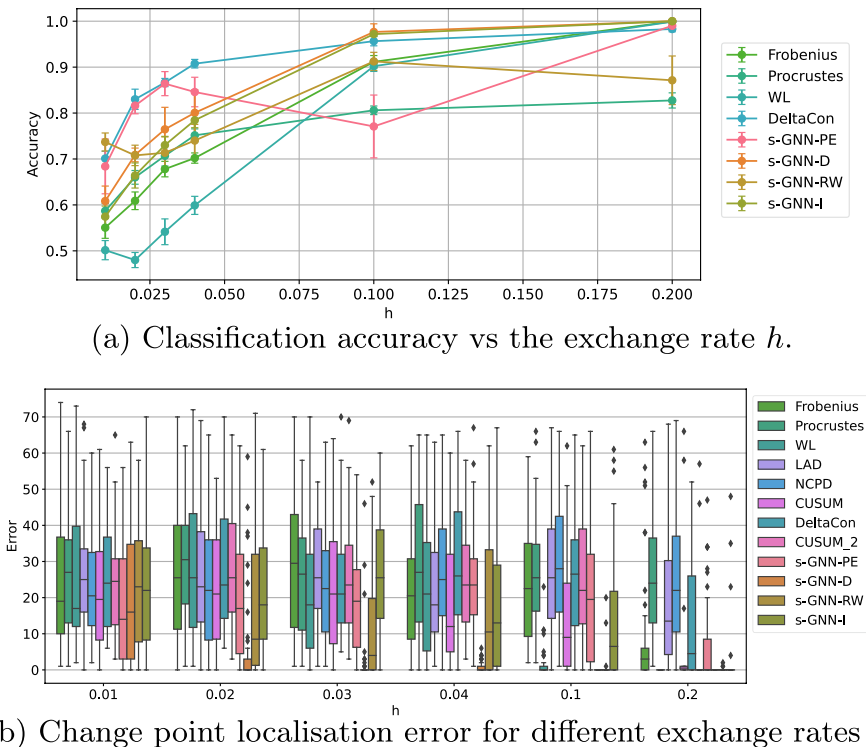 1.0
0.9
0.8
0.7
0.6
0.5
Accuracy
0.025 0.050 0.075 0.100 0.125 0.150 0.175 0.200
h
Frobenius
Procrustes
WL
DeltaCon
s-GNN-PE
s-GNN-D
s-GNN-RW
s-GNN-I
(a) Classification accuracy vs the exchange rate h.
70
60
50
40
30
20
10
0
Error
0.01 0.02 0.03 0.04 0.1 0.2
h
Frobenius
Procrustes
WL
LAD
NCPD
CUSUM
DeltaCon
CUSUM_2
s-GNN-PE
s-GNN-D
s-GNN-RW
s-GNN-I
b) Change point localisation error for different exchange rates